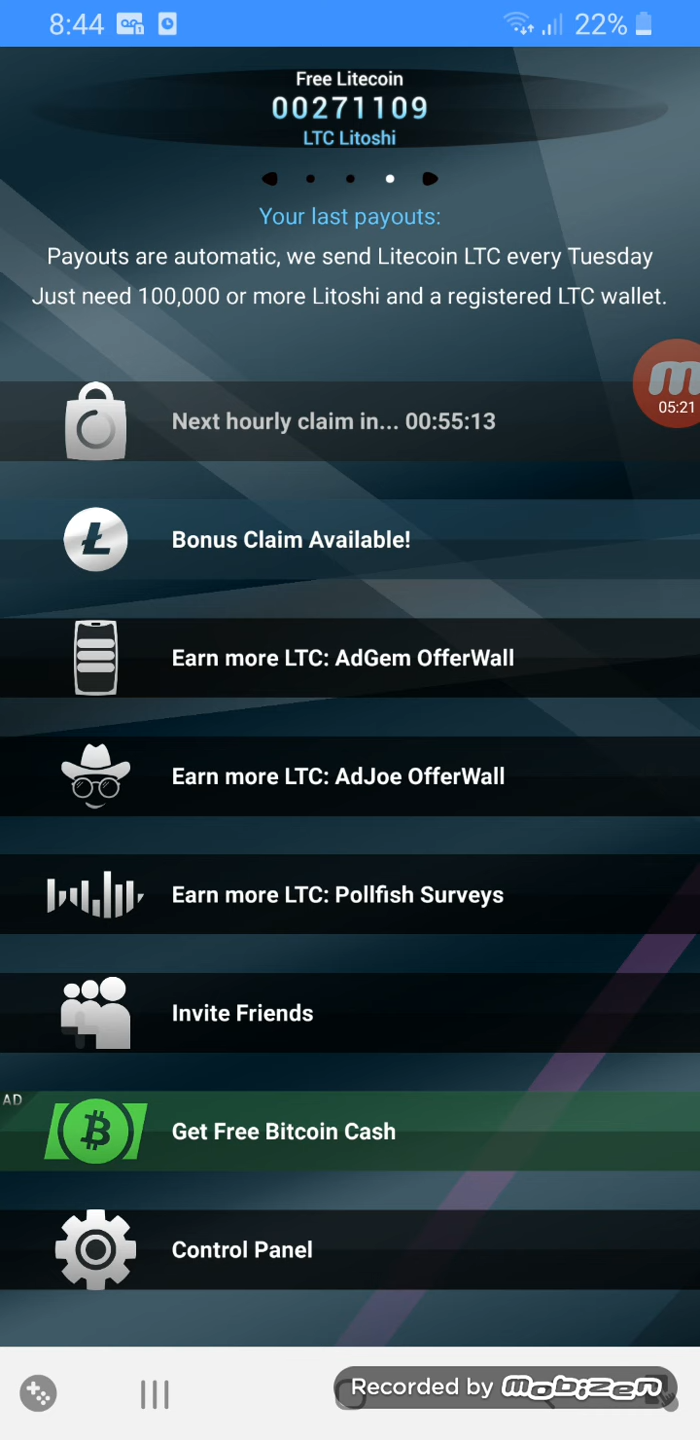 8:44
22%
Free Litecoin
00271109
LTC Litoshi
Your last payouts:
Payouts are automatic, we send Litecoin LTC every Tuesday
Just need 100,000 or more Litoshi and a registered LTC wallet.
05:21
Next hourly claim in... 00:55:13
Bonus Claim Available!
Earn more LTC: AdGem OfferWall
Earn more LTC: AdJoe OfferWall
Earn more LTC: Pollfish Surveys
Invite Friends
AD
Get Free Bitcoin Cash
Control Panel
Recorded by mobizen